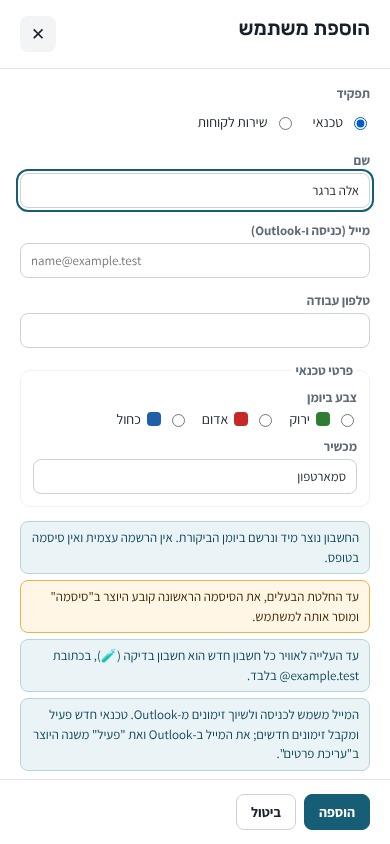 הוספת משתמש
✕
תפקיד
טכנאי
שירות לקוחות
שם
אלה ברגר
מייל (כניסה ו-Outlook)
name@example.test
טלפון עבודה
פרטי טכנאי
צבע ביומן
ירוק
אדום
כחול
מכשיר
סמארטפון
החשבון נוצר מיד ונרשם ביומן הביקורת. אין הרשמה עצמית ואין סיסמה
בטופס.
עד החלטת הבעלים, את הסיסמה הראשונה קובע היוצר ב"סיסמה"
ומוסר אותה למשתמש.
עד העלייה לאוויר כל חשבון חדש הוא חשבון בדיקה (🧪), בכתובת
@example.test בלבד.
המייל משמש לכניסה ולשיוך זימונים מ-Outlook. טכנאי חדש פעיל
ומקבל זימונים חדשים; את המייל ב-Outlook ואת "פעיל" משנה היוצר
ב"עריכת פרטים".
הוספה
ביטול